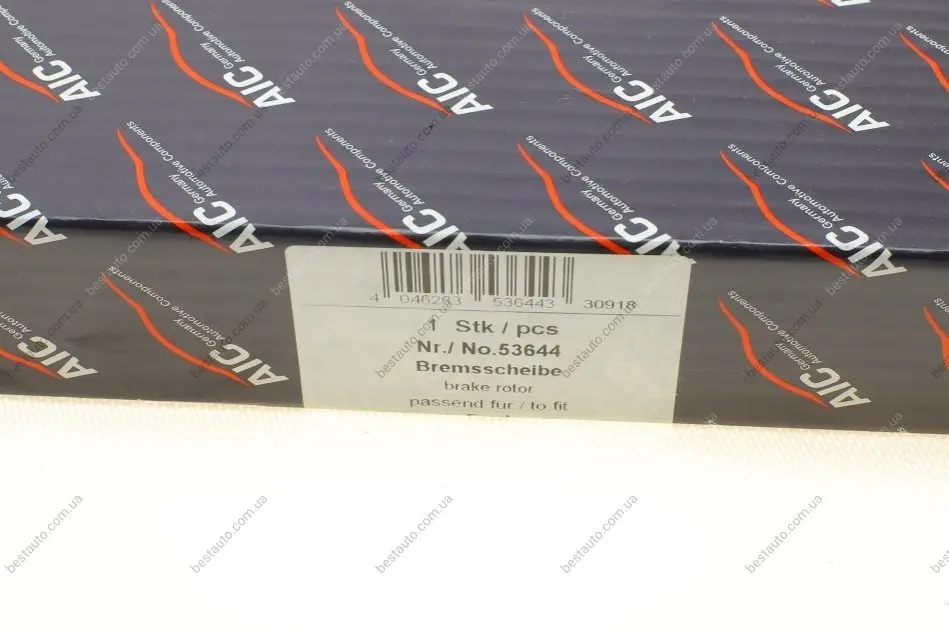 AIC Germany
Automotive Components
4 046283 536443 30918
1 Stk / pcs
Nr./ No.53644
Bremsscheibe
brake rotor
passend fur / to fit
bestauto.com.ua